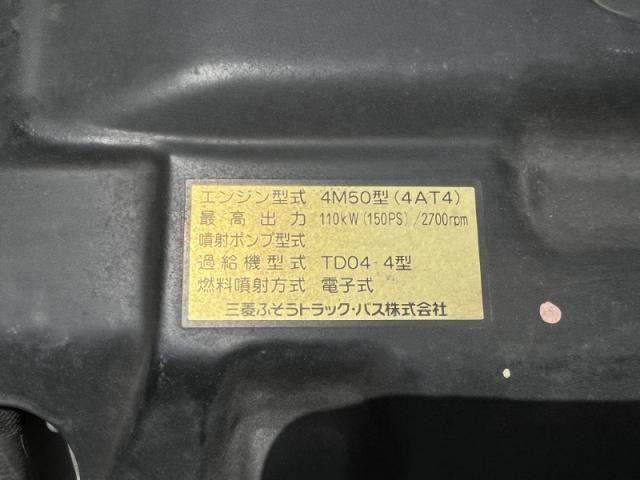 エンジン型式 4M50型(4AT4)
最高出力 110kW(150PS)/2700rpm
噴射ポンプ型式
過給機型式 TD04-4型
燃料噴射方式 電子式
三菱ふそうトラック・バス株式会社